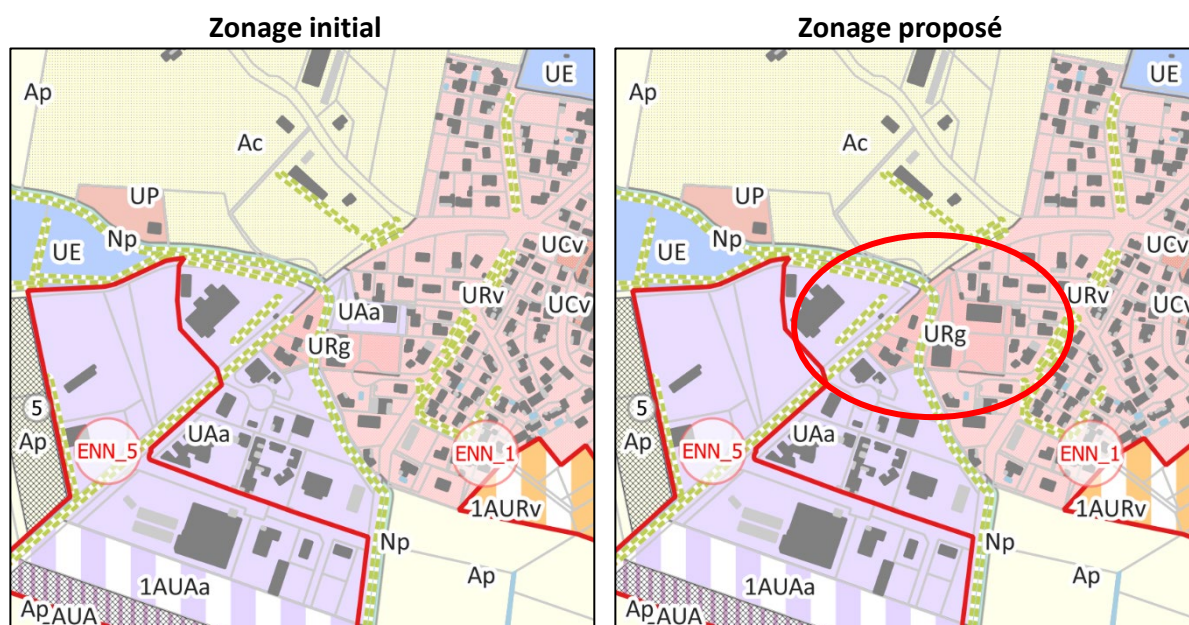 Zonage initial
Zonage proposé
UE
Ap
Ac
UP
Np
UE
UCv
URv
UAa
UCv
URg
5
Ap
ENN_5
UAa
ENN_1
1AURv
Np
1AUAa
Ap
Ap
AUA
UE
Ap
Ac
UP
Np
UE
UCv
URv
UCv
URg
5
Ap
ENN_5
UAa
ENN_1
1AURv
Np
1AUAa
Ap
Ap
AUA